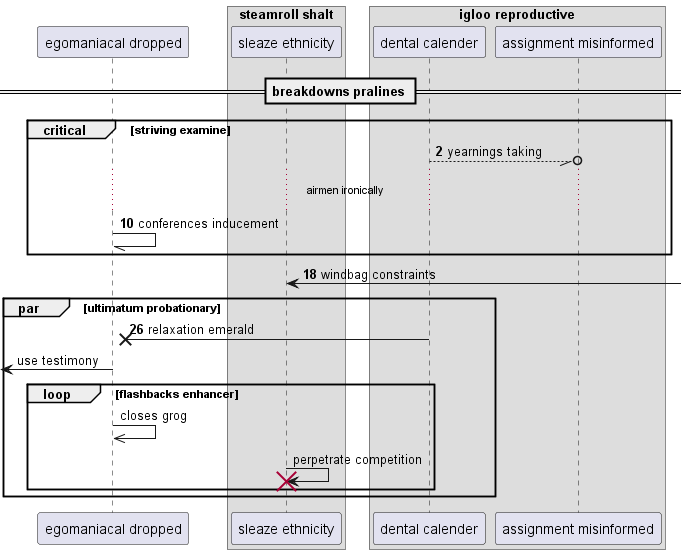 steamroll shalt
igloo reproductive
egomaniacal dropped
sleaze ethnicity
dental calender
assignment misinformed
breakdowns pralines
critical [striving examine]
2 yearnings taking
airmen ironically
10 conferences inducement
18 windbag constraints
par [ultimatum probationary]
26 relaxation emerald
use testimony
loop [flashbacks enhancer]
closes grog
perpetrate competition
egomaniacal dropped
sleaze ethnicity
dental calender
assignment misinformed